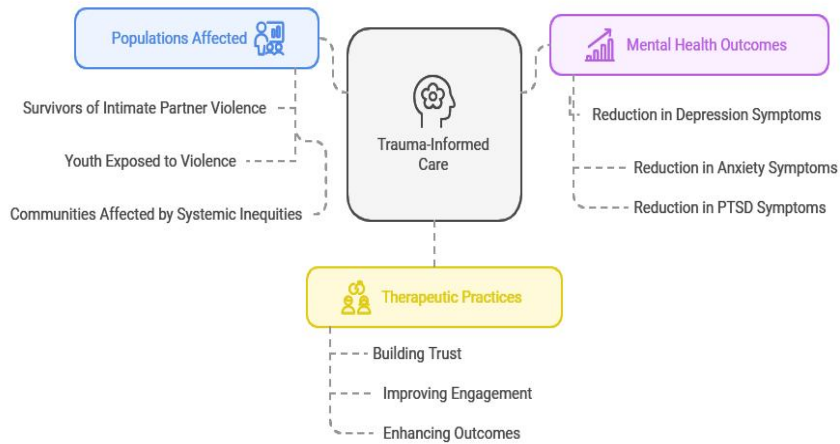 Populations Affected
Survivors of Intimate Partner Violence
Youth Exposed to Violence
Communities Affected by Systemic Inequities
Trauma-Informed
Care
Mental Health Outcomes
Reduction in Depression Symptoms
Reduction in Anxiety Symptoms
Reduction in PTSD Symptoms
Therapeutic Practices
Building Trust
Improving Engagement
Enhancing Outcomes